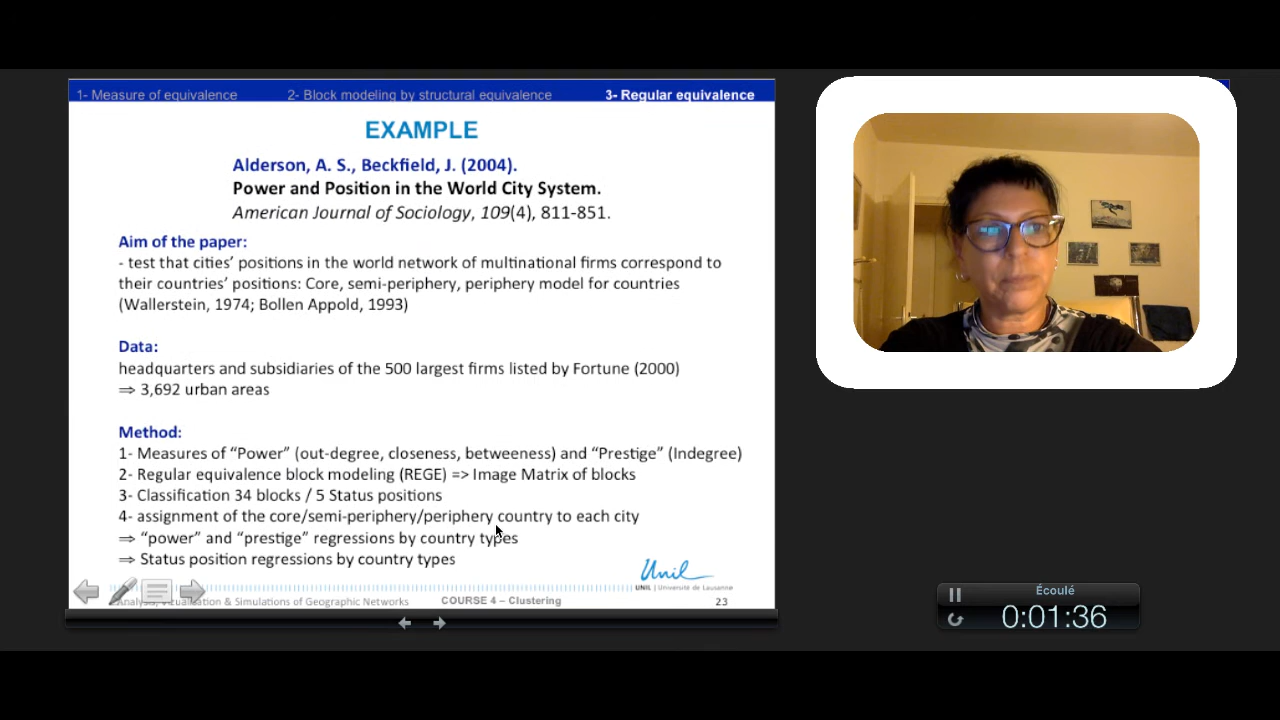 1- Measure of equivalence 2- Block modeling by structural equivalence 3- Regular equivalence
EXAMPLE
Alderson, A. S., Beckfield, J. (2004).
Power and Position in the World City System.
American Journal of Sociology, 109(4), 811-851.
Aim of the paper:
- test that cities’ positions in the world network of multinational firms correspond to
their countries’ positions: Core, semi-periphery, periphery model for countries
(Wallerstein, 1974; Bollen Appold, 1993)
Data:
headquarters and subsidiaries of the 500 largest firms listed by Fortune (2000)
⇒ 3,692 urban areas
Method:
1- Measures of “Power” (out-degree, closeness, betweeness) and “Prestige” (Indegree)
2- Regular equivalence block modeling (REGE) => Image Matrix of blocks
3- Classification 34 blocks / 5 Status positions
4- assignment of the core/semi-periphery/periphery country to each city
⇒ “power” and “prestige” regressions by country types
⇒ Status position regressions by country types
Unil
UNIL | Université de Lausanne
& Simulations of Geographic Networks COURSE 4 – Clustering 23
Écoulé
0:01:36